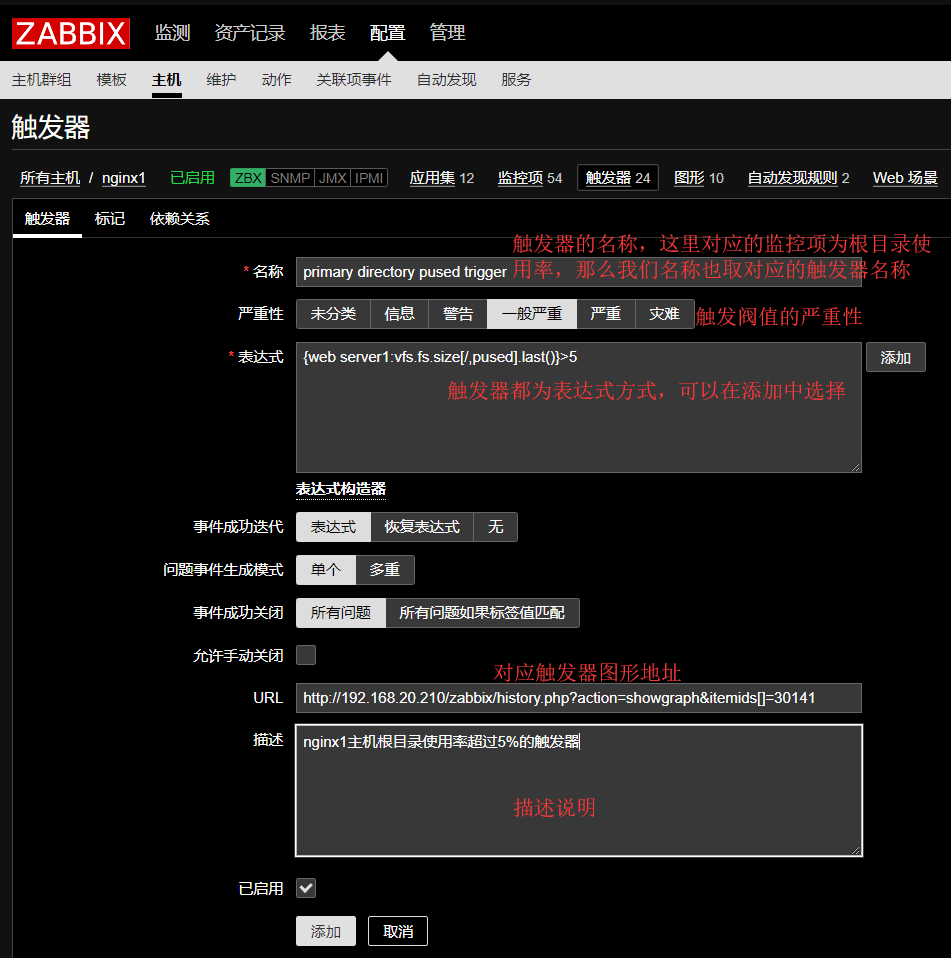 ZABBIX 监测 资产记录 报表 配置 管理
主机群组 模板 主机 维护 动作 关联项事件 自动发现 服务
触发器
所有主机 / nginx1 已启用 ZBX SNMP JMX IPMI 应用集 12 监控项 54 触发器 24 图形 10 自动发现规则 2 Web 场景
触发器 标记 依赖关系
触发器的名称，这里对应的监控项为根目录使
用率，那么我们名称也取对应的触发器名称
* 名称 primary directory pused trigger
严重性 未分类 信息 警告 一般严重 严重 灾难 触发阀值的严重性
* 表达式 {web server1:vfs.fs.size[/,pused].last()}>5 添加
触发器都为表达式方式，可以在添加中选择
表达式构造器
事件成功迭代 表达式 恢复表达式 无
问题事件生成模式 单个 多重
事件成功关闭 所有问题 所有问题如果标签值匹配
允许手动关闭
对应触发器图形地址
URL http://192.168.20.210/zabbix/history.php?action=showgraph&itemids[]=30141
描述 nginx1主机根目录使用率超过5%的触发器
描述说明
已启用
添加 取消